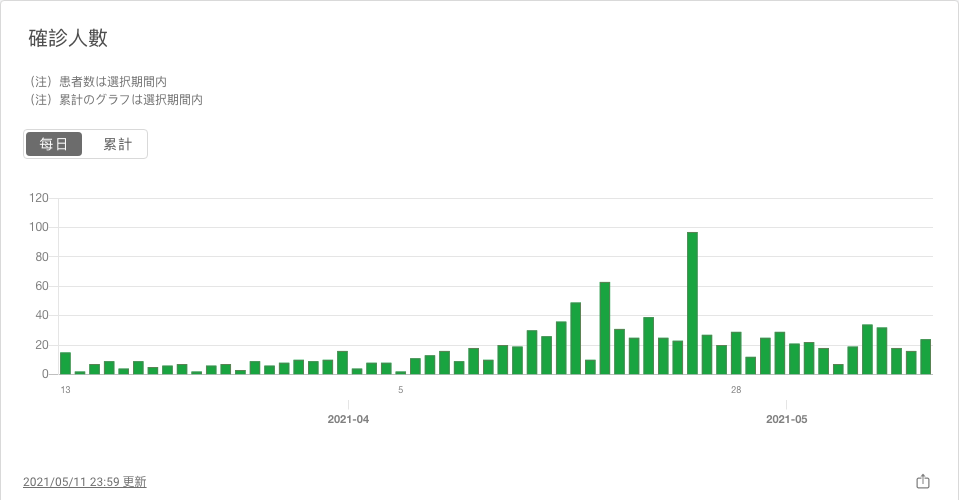 確診人數
（注）患者数は選択期間内
（注）累計のグラフは選択期間内
每日 累計
120
100
80
60
40
20
0
13 5 28
2021-04 2021-05
2021/05/11 23:59 更新